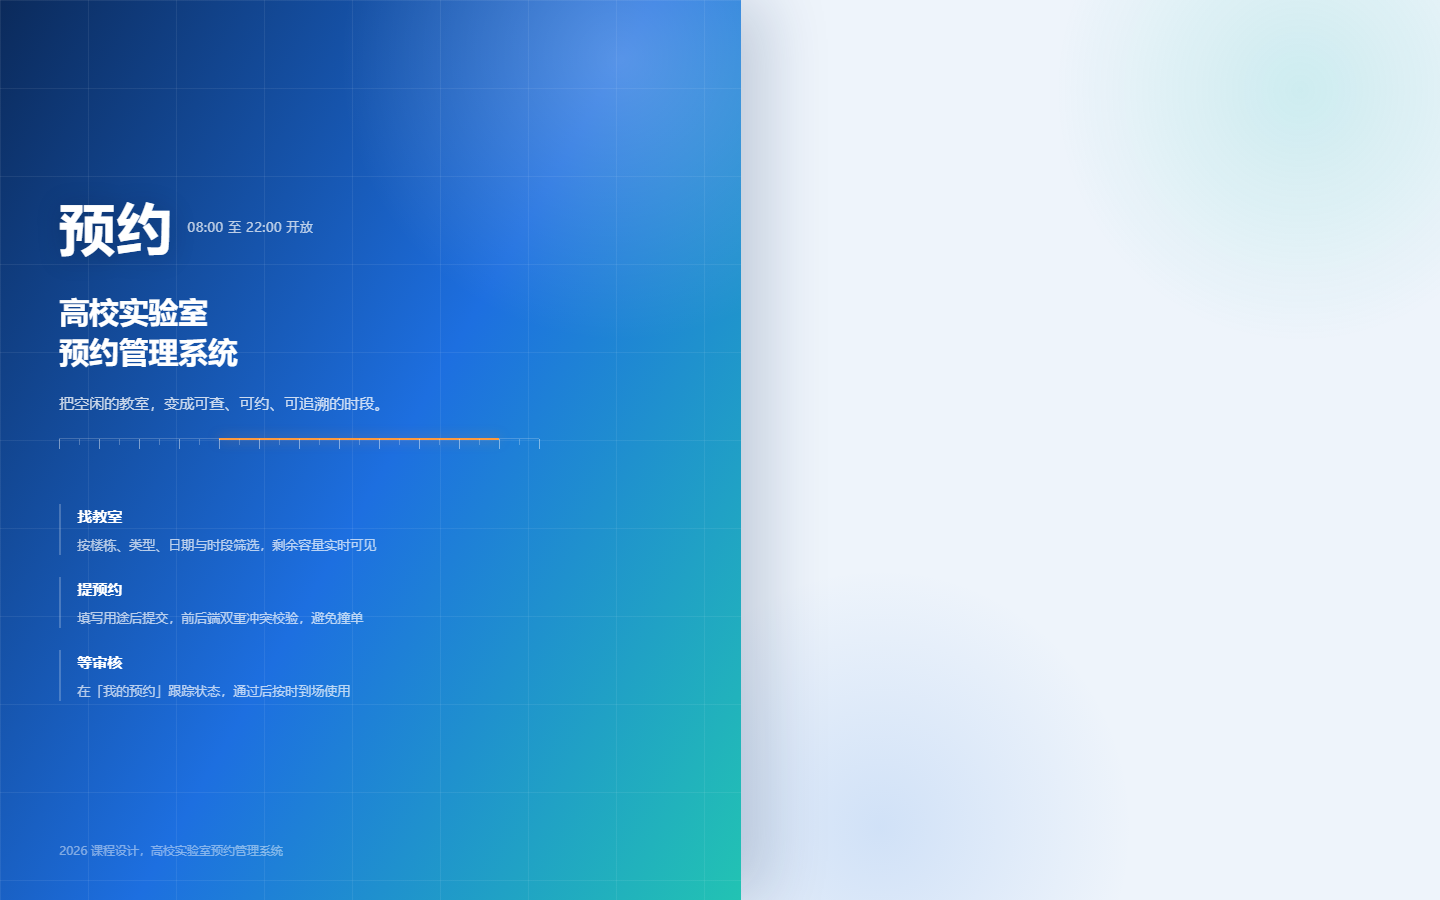 预约
08:00 至 22:00 开放
高校实验室
预约管理系统
把空闲的教室，变成可查、可约、可追溯的时段。
找教室
按楼栋、类型、日期与时段筛选，剩余容量实时可见
提预约
填写用途后提交，前后端双重冲突校验，避免撞单
等审核
在「我的预约」跟踪状态，通过后按时到场使用
2026 课程设计，高校实验室预约管理系统